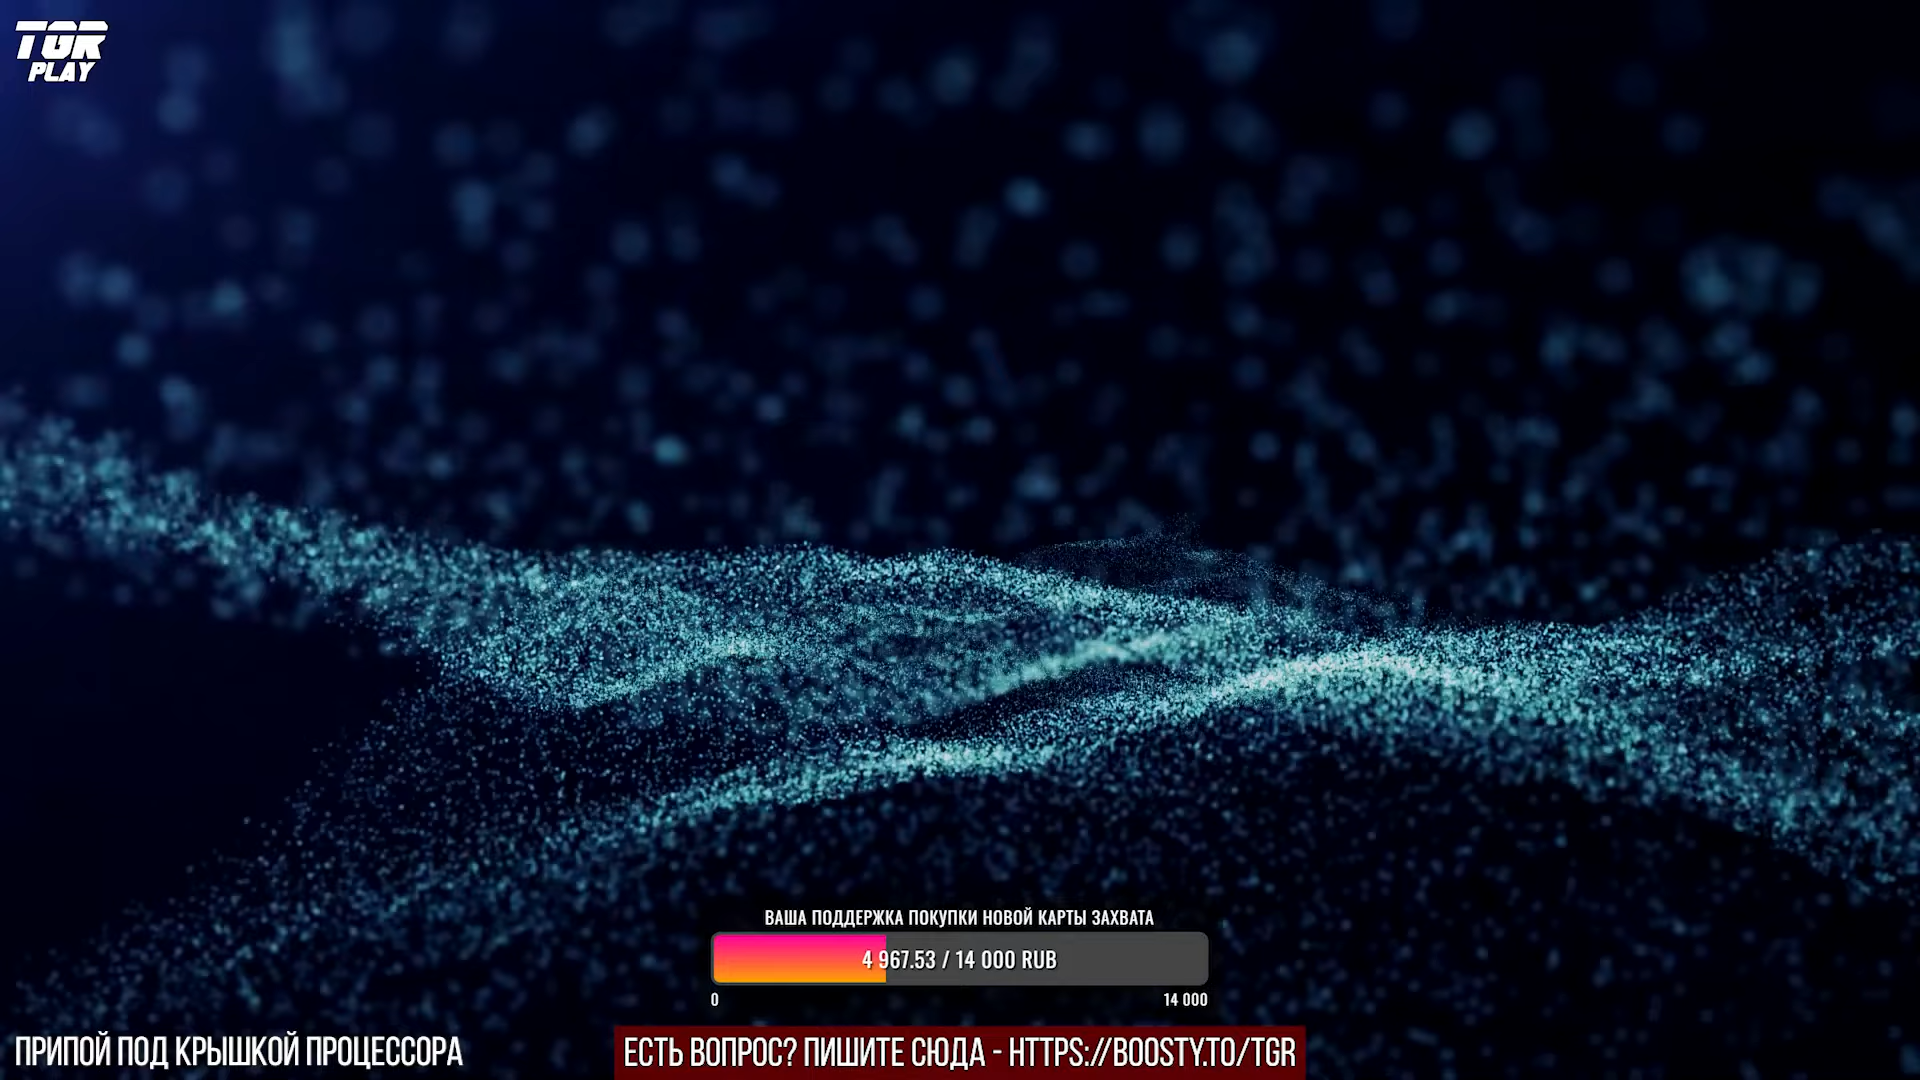 TGR
PLAY
ВАША ПОДДЕРЖКА ПОКУПКИ НОВОЙ КАРТЫ ЗАХВАТА
4 967.53 / 14 000 RUB
0 14 000
ПРИПОЙ ПОД КРЫШКОЙ ПРОЦЕССОРА
ЕСТЬ ВОПРОС? ПИШИТЕ СЮДА - HTTPS://BOOSTY.TO/TGR